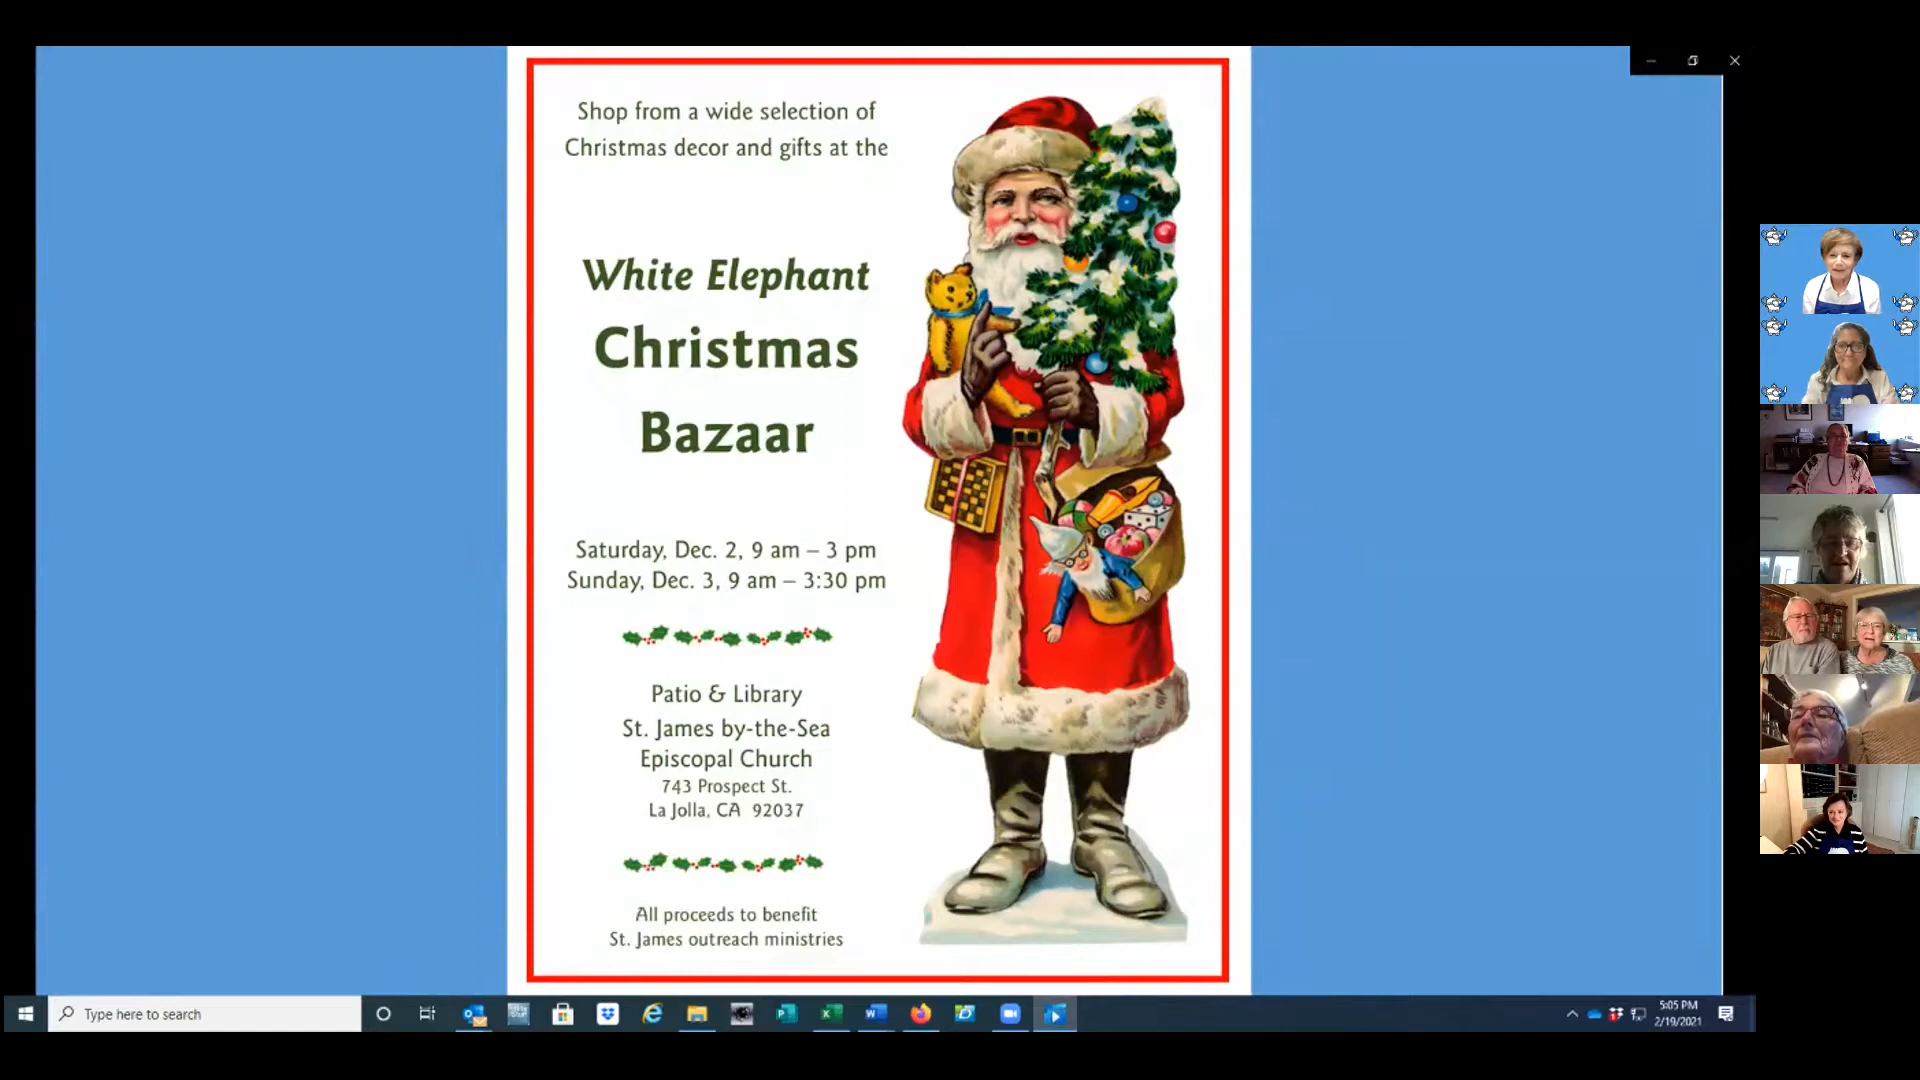 Shop from a wide selection of
Christmas decor and gifts at the
White Elephant
Christmas
Bazaar
Saturday, Dec. 2, 9 am – 3 pm
Sunday, Dec. 3, 9 am – 3:30 pm
Patio & Library
St. James by-the-Sea
Episcopal Church
743 Prospect St.
La Jolla, CA 92037
All proceeds to benefit
St. James outreach ministries
Type here to search
5:05 PM
2/19/2021